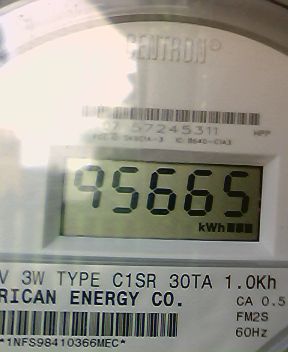 CENTRON®
57245311
HPP
95665
kWh
V 3W TYPE C1SR 30TA 1.0Kh
RICAN ENERGY CO.
CA 0.5
FM2S
60Hz
*1NFS98410366MEC*